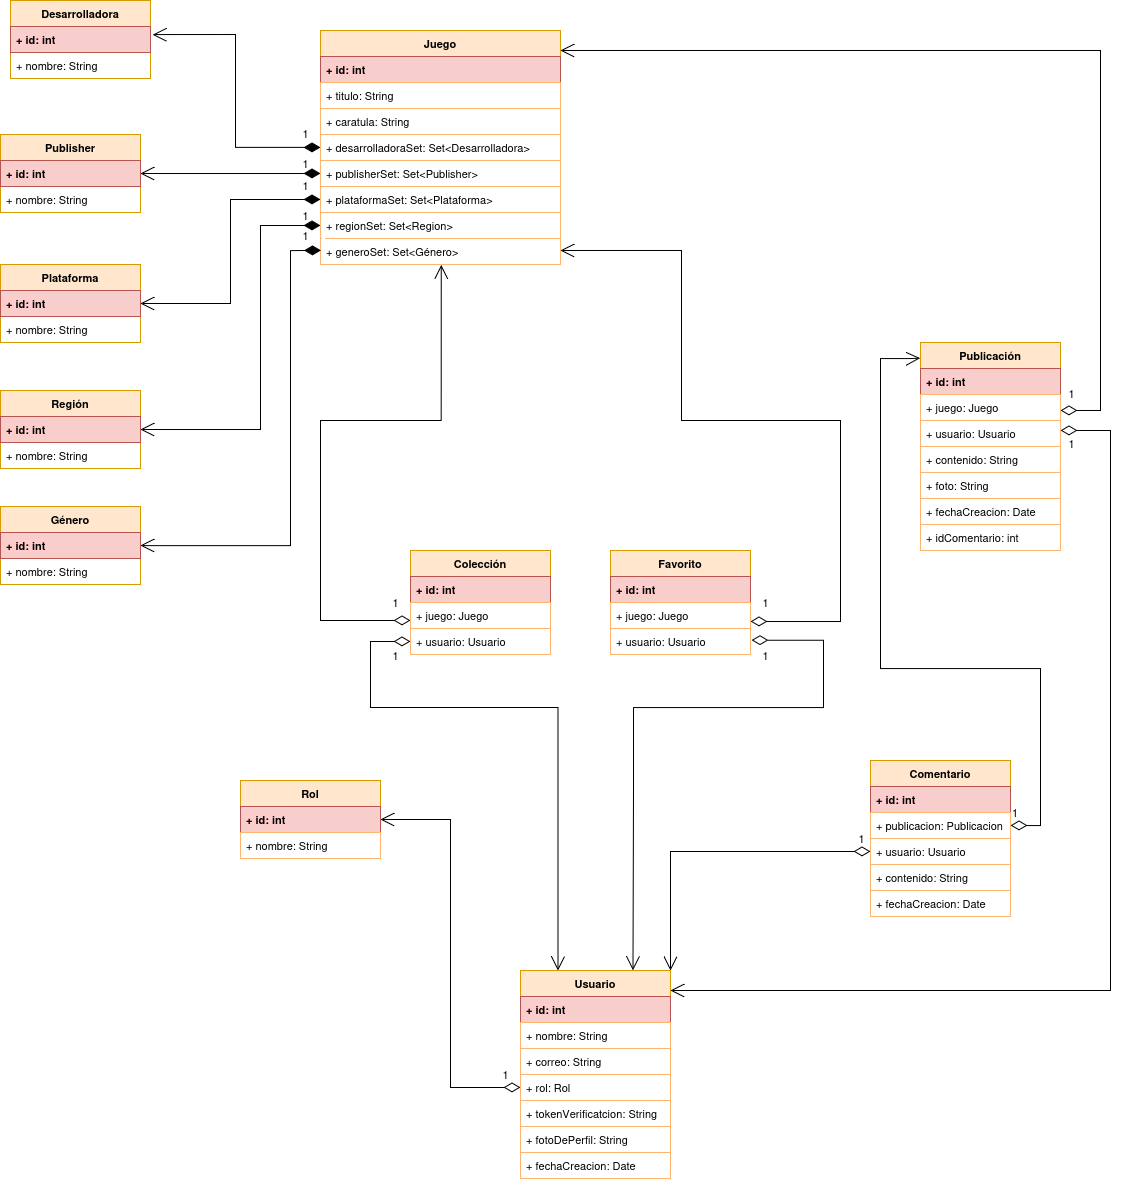 Desarrolladora
+ id: int
+ nombre: String
Juego
+ id: int
+ titulo: String
+ caratula: String
+ desarrolladoraSet: Set<Desarrolladora>
+ publisherSet: Set<Publisher>
+ plataformaSet: Set<Plataforma>
+ regionSet: Set<Region>
+ generoSet: Set<Género>
1
1
1
1
1
Publisher
+ id: int
+ nombre: String
Plataforma
+ id: int
+ nombre: String
Región
+ id: int
+ nombre: String
Género
+ id: int
+ nombre: String
Publicación
+ id: int
+ juego: Juego
+ usuario: Usuario
+ contenido: String
+ foto: String
+ fechaCreacion: Date
+ idComentario: int
1
1
Colección
+ id: int
+ juego: Juego
+ usuario: Usuario
1
1
Favorito
+ id: int
+ juego: Juego
+ usuario: Usuario
1
1
Rol
+ id: int
+ nombre: String
Comentario
+ id: int
+ publicacion: Publicacion
+ usuario: Usuario
+ contenido: String
+ fechaCreacion: Date
1
1
Usuario
+ id: int
+ nombre: String
+ correo: String
+ rol: Rol
+ tokenVerificatcion: String
+ fotoDePerfil: String
+ fechaCreacion: Date
1